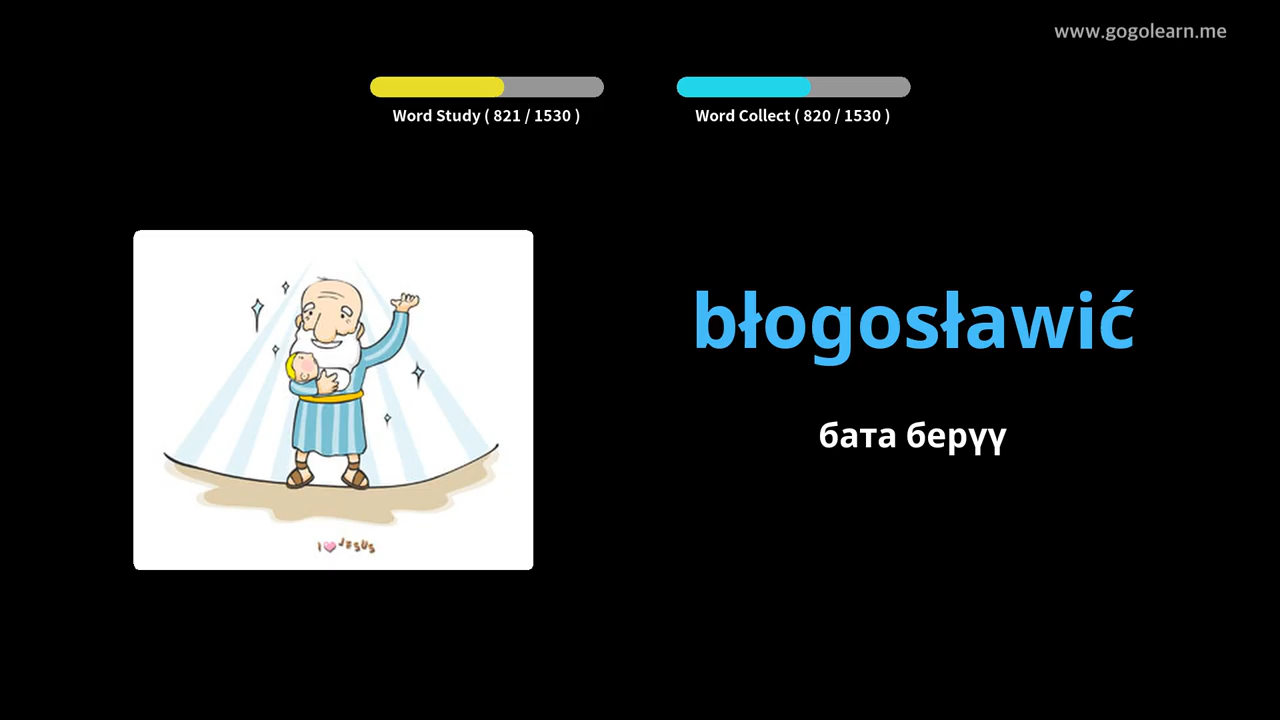 www.gogolearn.me
Word Study ( 821 / 1530 )
Word Collect ( 820 / 1530 )
błogosławić
бата берүү
I JESUS